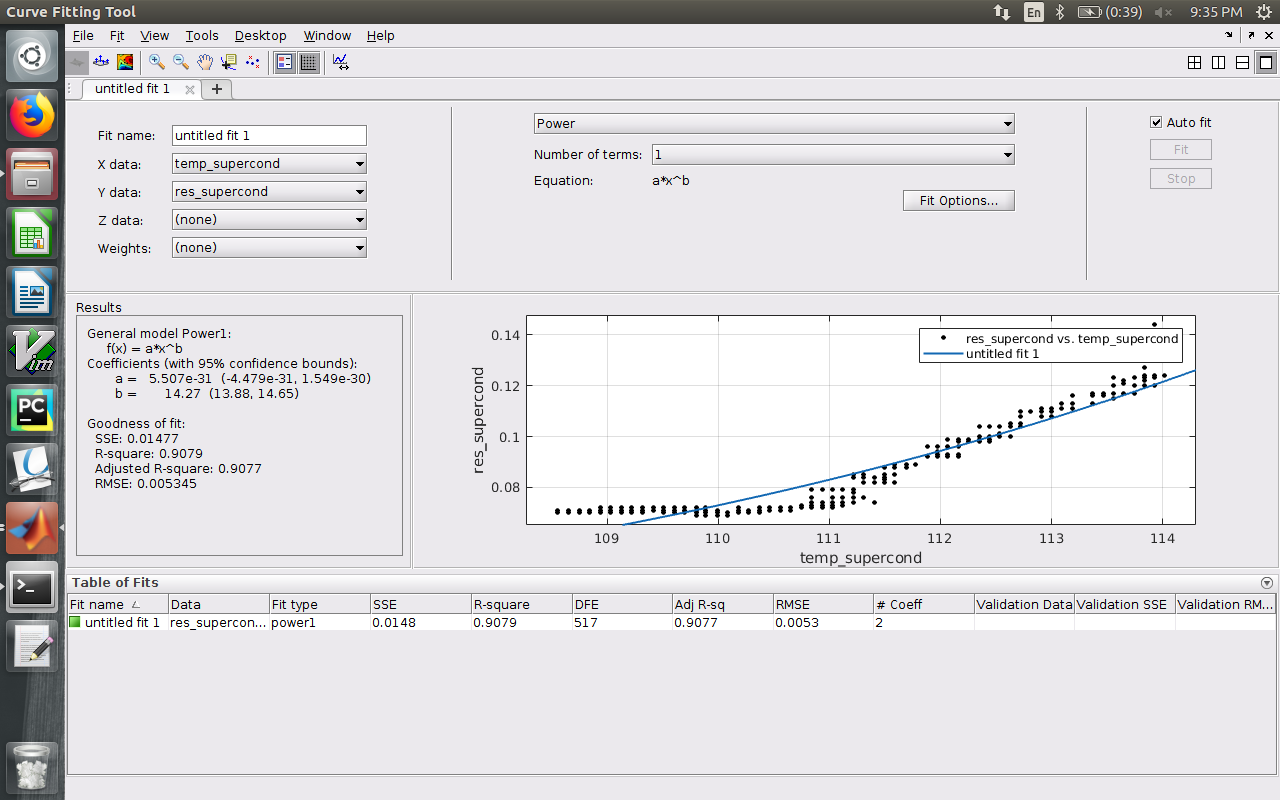 Curve Fitting Tool
En (0:39) 9:35 PM
File Fit View Tools Desktop Window Help
untitled fit 1 +
Fit name: untitled fit 1
X data: temp_supercond
Y data: res_supercond
Z data: (none)
Weights: (none)
Power
Number of terms: 1
Equation: a*x^b
Fit Options...
Auto fit
Fit
Stop
Results
General model Power1:
f(x) = a*x^b
Coefficients (with 95% confidence bounds):
a = 5.507e-31 (-4.479e-31, 1.549e-30)
b = 14.27 (13.88, 14.65)
Goodness of fit:
SSE: 0.01477
R-square: 0.9079
Adjusted R-square: 0.9077
RMSE: 0.005345
res_supercond
0.14
0.12
0.1
0.08
res_supercond vs. temp_supercond
untitled fit 1
109 110 111 112 113 114
temp_supercond
Table of Fits
Fit name Data Fit type SSE R-square DFE Adj R-sq RMSE # Coeff Validation Data Validation SSE Validation RM...
untitled fit 1 res_supercon... power1 0.0148 0.9079 517 0.9077 0.0053 2
Vim
PC
>_